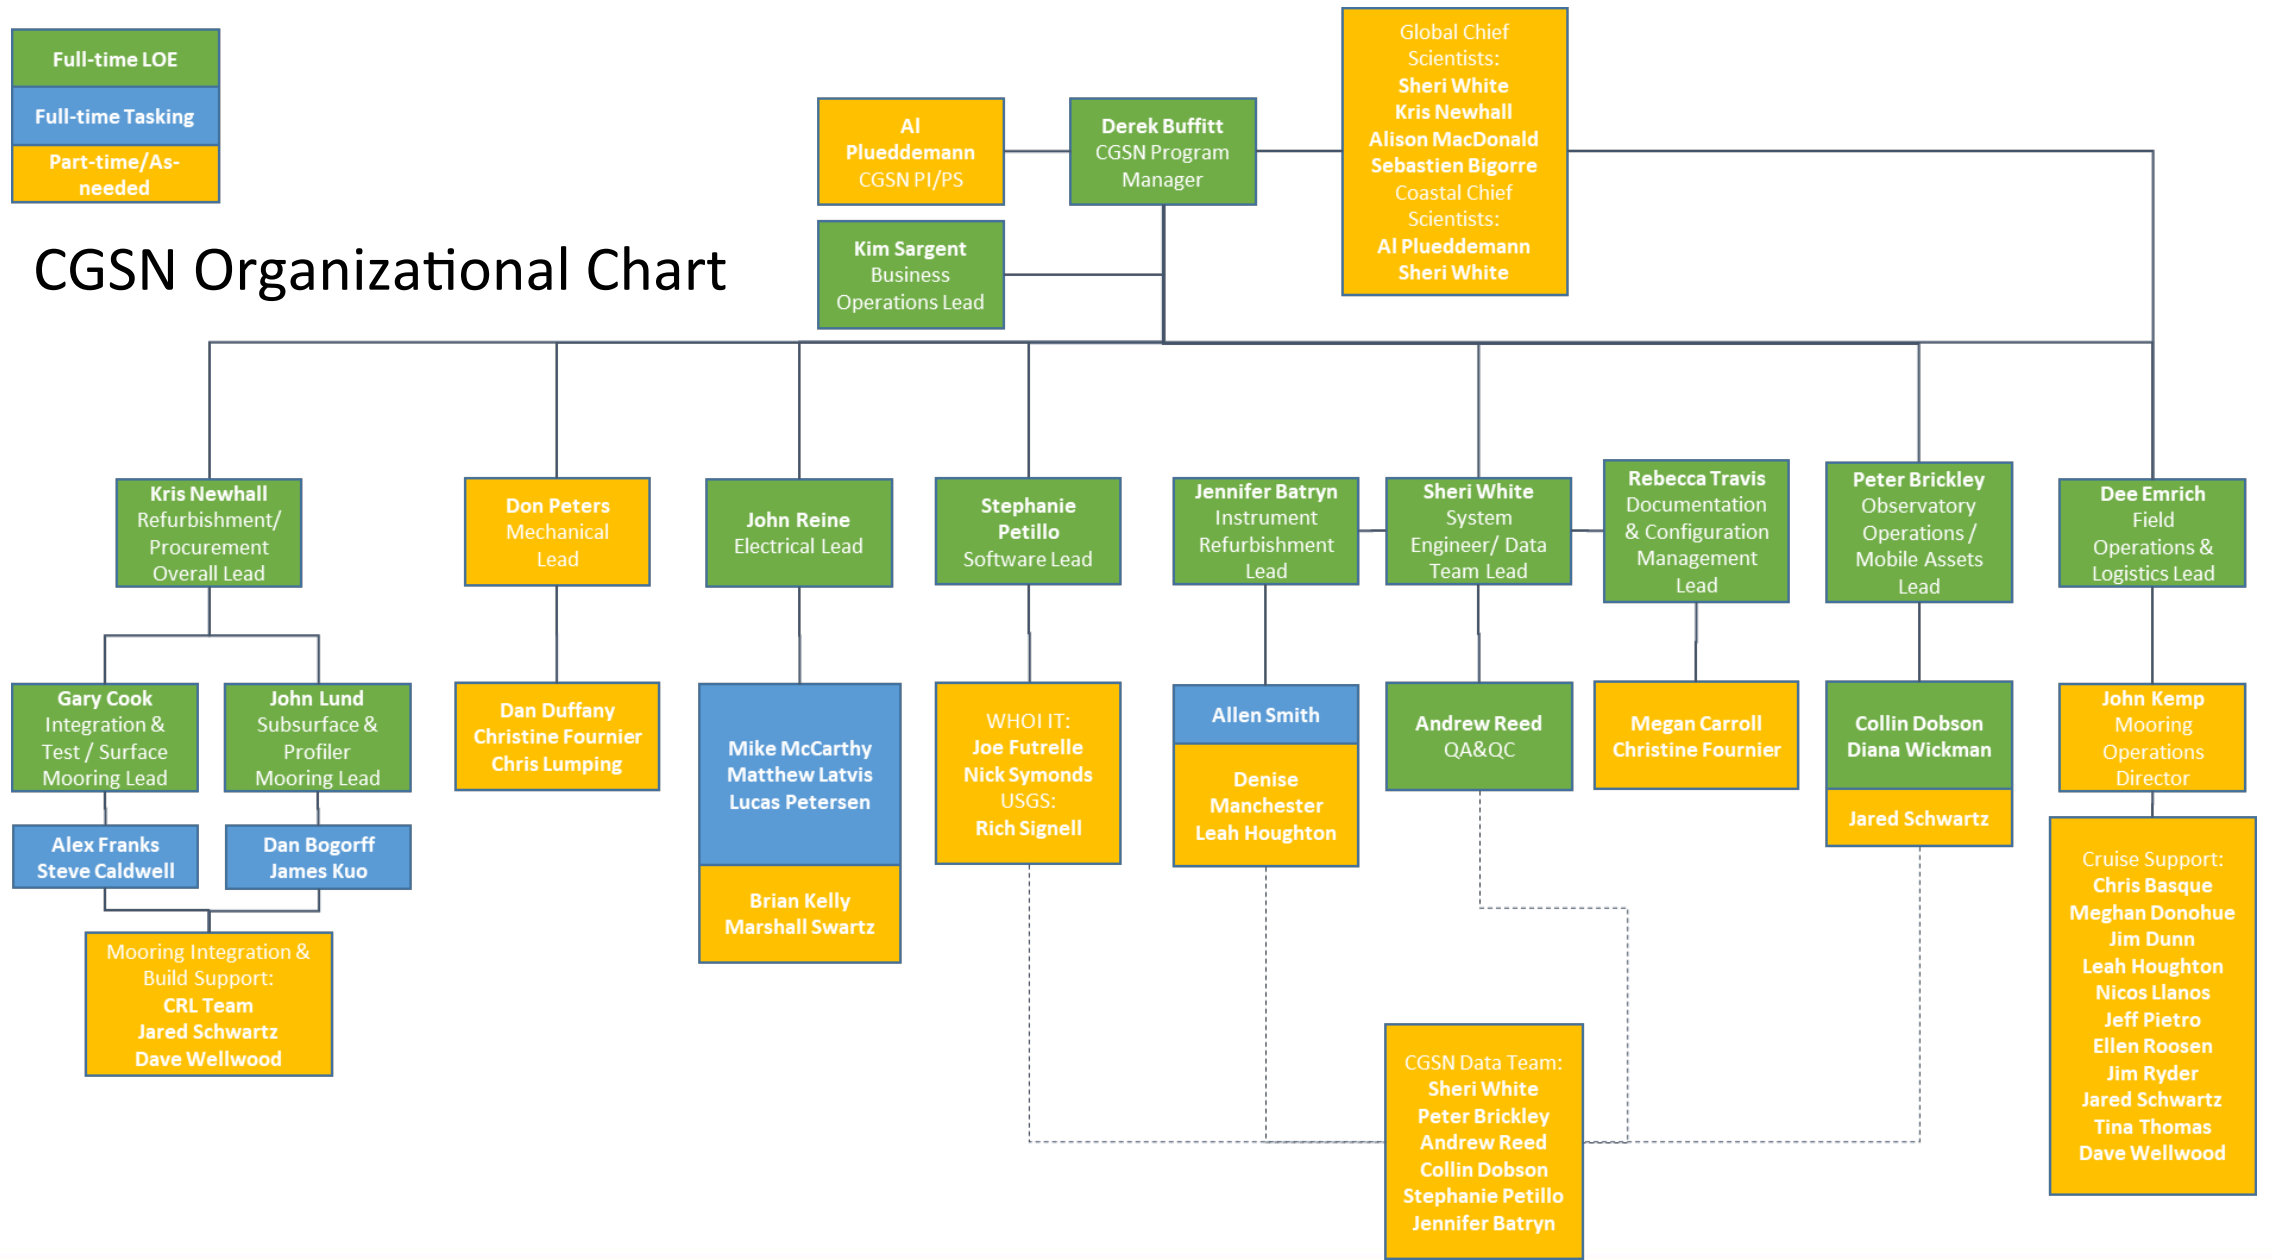 Full-time LOE
Full-time Tasking
Part-time/As-
needed
CGSN Organizational Chart
Al
Plueddemann
CGSN PI/PS
Derek Buffitt
CGSN Program
Manager
Global Chief
Scientists:
Sheri White
Kris Newhall
Alison MacDonald
Sebastien Bigorre
Coastal Chief
Scientists:
Al Plueddemann
Sheri White
Kim Sargent
Business
Operations Lead
Kris Newhall
Refurbishment/
Procurement
Overall Lead
Don Peters
Mechanical
Lead
John Reine
Electrical Lead
Stephanie
Petillo
Software Lead
Jennifer Batryn
Instrument
Refurbishment
Lead
Sheri White
System
Engineer/ Data
Team Lead
Rebecca Travis
Documentation
& Configuration
Management
Lead
Peter Brickley
Observatory
Operations /
Mobile Assets
Lead
Dee Emrich
Field
Operations &
Logistics Lead
Gary Cook
Integration &
Test / Surface
Mooring Lead
John Lund
Subsurface &
Profiler
Mooring Lead
Dan Duffany
Christine Fournier
Chris Lumping
Mike McCarthy
Matthew Latvis
Lucas Petersen
Brian Kelly
Marshall Swartz
WHOI IT:
Joe Futrelle
Nick Symonds
USGS:
Rich Signell
Allen Smith
Denise
Manchester
Leah Houghton
Andrew Reed
QA&QC
Megan Carroll
Christine Fournier
Collin Dobson
Diana Wickman
Jared Schwartz
John Kemp
Mooring
Operations
Director
Alex Franks
Steve Caldwell
Dan Bogorff
James Kuo
Mooring Integration &
Build Support:
CRL Team
Jared Schwartz
Dave Wellwood
CGSN Data Team:
Sheri White
Peter Brickley
Andrew Reed
Collin Dobson
Stephanie Petillo
Jennifer Batryn
Cruise Support:
Chris Basque
Meghan Donohue
Jim Dunn
Leah Houghton
Nicos Llanos
Jeff Pietro
Ellen Roosen
Jim Ryder
Jared Schwartz
Tina Thomas
Dave Wellwood